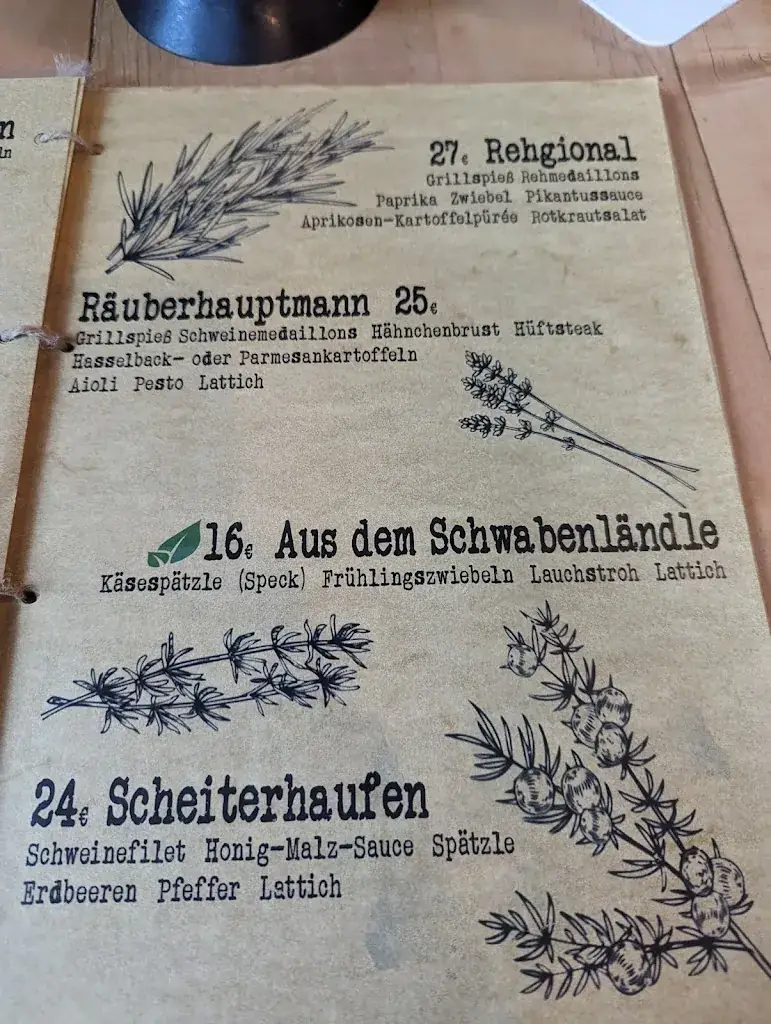 n
ln
27€ Rehgional
Grillspieß Rehmedaillons
Paprika Zwiebel Pikantussauce
Aprikosen-Kartoffelpürée Rotkrautsalat
Räuberhauptmann 25€
Grillspieß Schweinemedaillons Hähnchenbrust Hüftsteak
Hasselback- oder Parmesankartoffeln
Aioli Pesto Lattich
16€ Aus dem Schwabenländle
Käsespätzle (Speck) Frühlingszwiebeln Lauchstroh Lattich
24€ Scheiterhaufen
Schweinefilet Honig-Malz-Sauce Spätzle
Erdbeeren Pfeffer Lattich